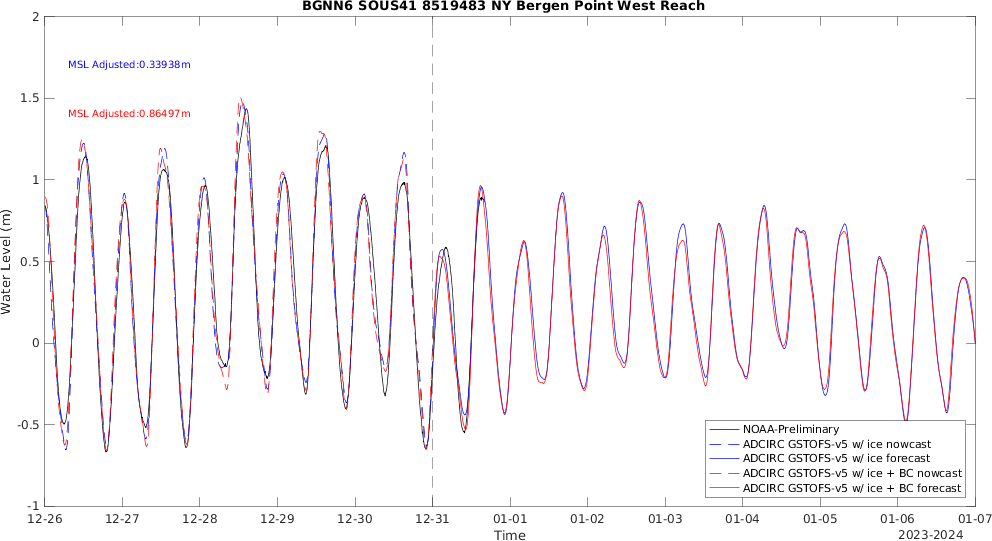 BGNN6 SOUS41 8519483 NY Bergen Point West Reach
2
1.5
1
0.5
0
-0.5
-1
Water Level (m)
MSL Adjusted:0.33938m
MSL Adjusted:0.86497m
NOAA-Preliminary
ADCIRC GSTOFS-v5 w/ ice nowcast
ADCIRC GSTOFS-v5 w/ ice forecast
ADCIRC GSTOFS-v5 w/ ice + BC nowcast
ADCIRC GSTOFS-v5 w/ ice + BC forecast
12-26 12-27 12-28 12-29 12-30 12-31 01-01 01-02 01-03 01-04 01-05 01-06 01-07
Time
2023-2024